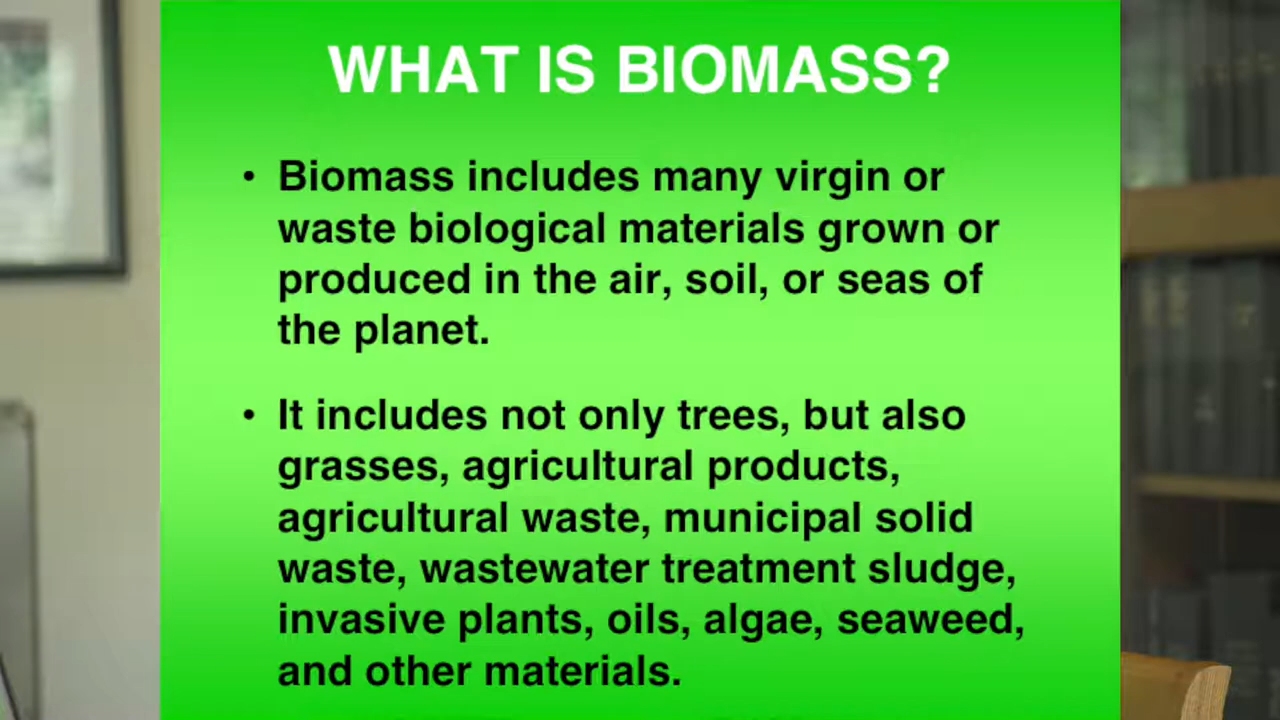 WHAT IS BIOMASS?
• Biomass includes many virgin or
waste biological materials grown or
produced in the air, soil, or seas of
the planet.
• It includes not only trees, but also
grasses, agricultural products,
agricultural waste, municipal solid
waste, wastewater treatment sludge,
invasive plants, oils, algae, seaweed,
and other materials.